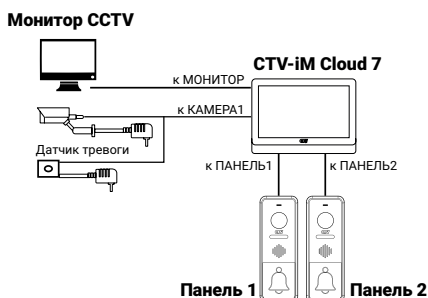 Монитор CCTV
CTV-iM Cloud 7
к МОНИТОР
к КАМЕРА1
Датчик тревоги
к ПАНЕЛЬ1
к ПАНЕЛЬ2
Панель 1
Панель 2